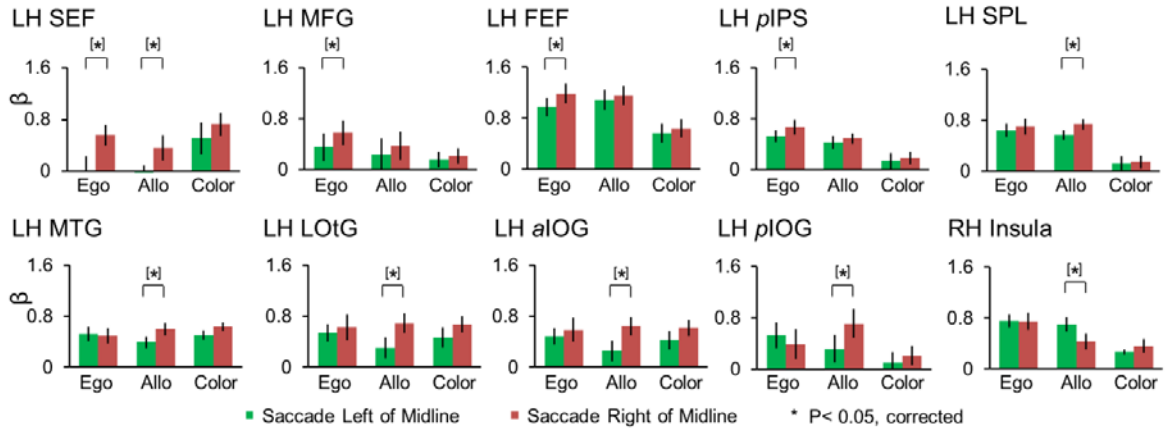 LH SEF LH MFG LH FEF LH pIPS LH SPL
[*] [*] [*] [*] [*] [*]
1.6 1.6 1.6 1.6 1.6
β
0.8 0.8 0.8 0.8 0.8
0 0 0 0 0
Ego Allo Color Ego Allo Color Ego Allo Color Ego Allo Color Ego Allo Color
LH MTG LH LOtG LH aIOG LH pIOG RH Insula
[*] [*] [*] [*] [*]
1.6 1.6 1.6 1.6 1.6
β
0.8 0.8 0.8 0.8 0.8
0 0 0 0 0
Ego Allo Color Ego Allo Color Ego Allo Color Ego Allo Color Ego Allo Color
Saccade Left of Midline Saccade Right of Midline * P< 0.05, corrected